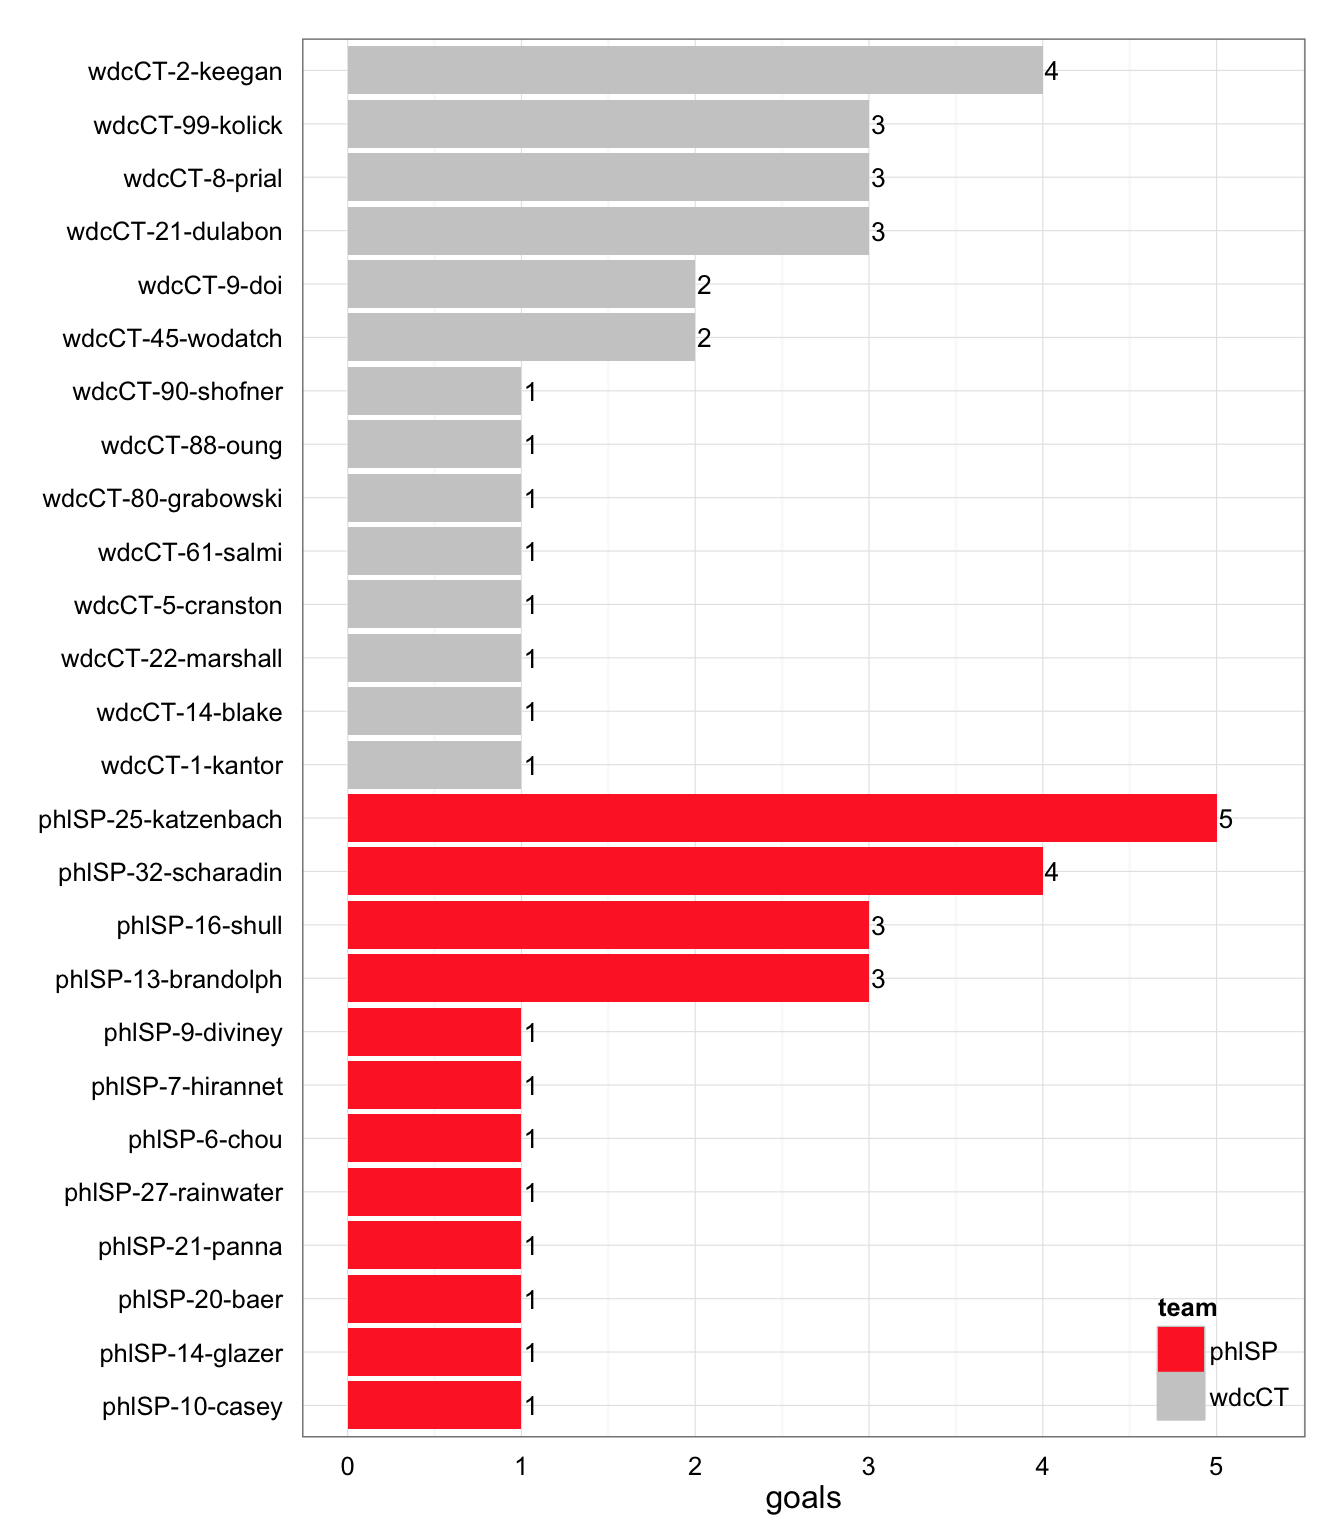 wdcCT-2-keegan 4
wdcCT-99-kolick 3
wdcCT-8-prial 3
wdcCT-21-dulabon 3
wdcCT-9-doi 2
wdcCT-45-wodatch 2
wdcCT-90-shofner 1
wdcCT-88-oung 1
wdcCT-80-grabowski 1
wdcCT-61-salmi 1
wdcCT-5-cranston 1
wdcCT-22-marshall 1
wdcCT-14-blake 1
wdcCT-1-kantor 1
phlSP-25-katzenbach 5
phlSP-32-scharadin 4
phlSP-16-shull 3
phlSP-13-brandolph 3
phlSP-9-diviney 1
phlSP-7-hirannet 1
phlSP-6-chou 1
phlSP-27-rainwater 1
phlSP-21-panna 1
phlSP-20-baer 1
phlSP-14-glazer 1
phlSP-10-casey 1
team
phlSP
wdcCT
0 1 2 3 4 5
goals